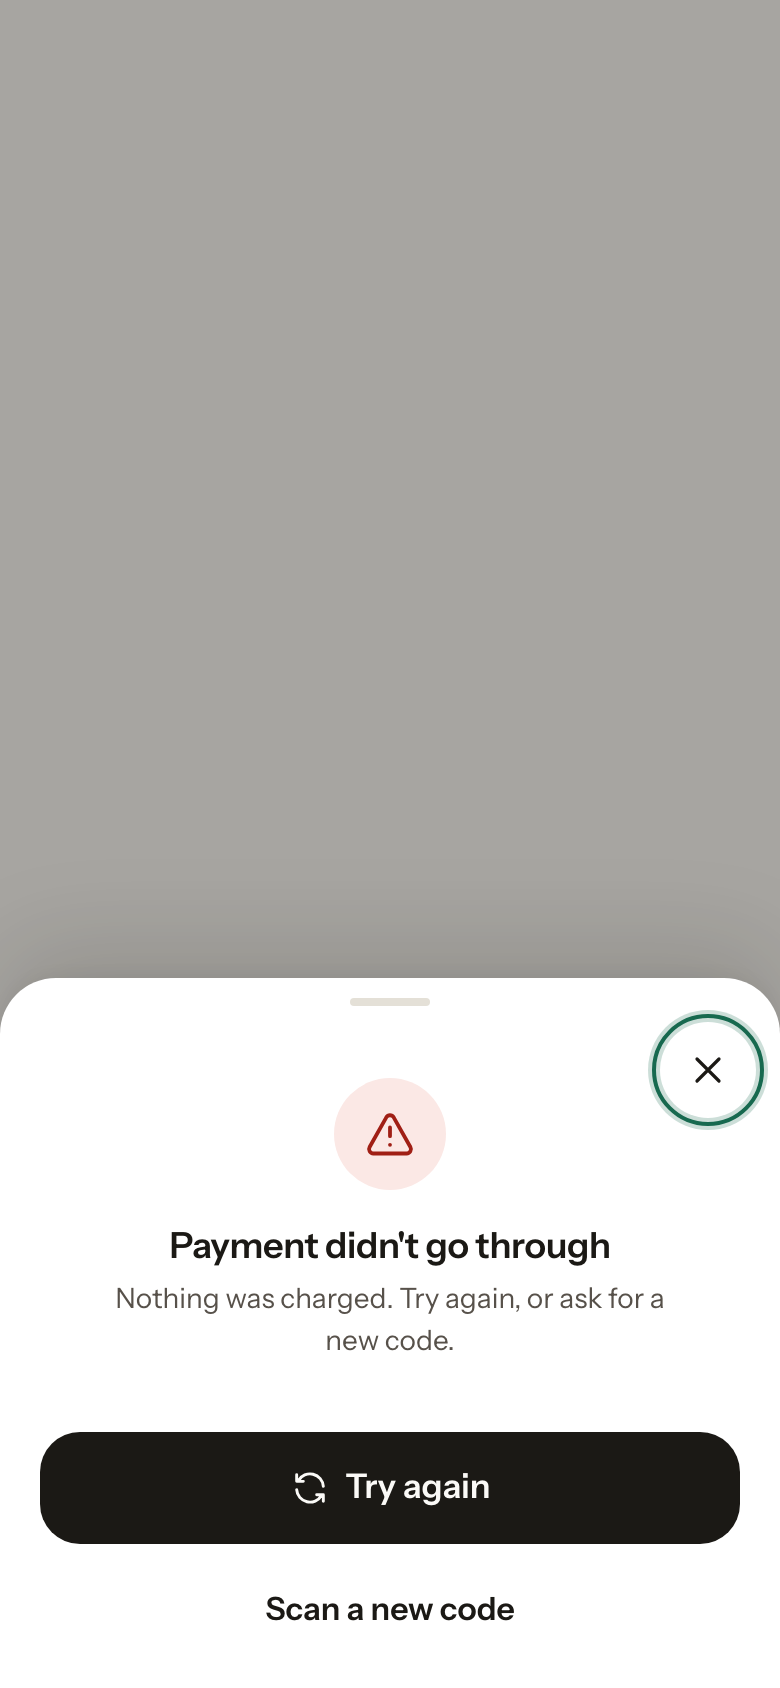 Payment didn't go through
Nothing was charged. Try again, or ask for a
new code.
Try again
Scan a new code